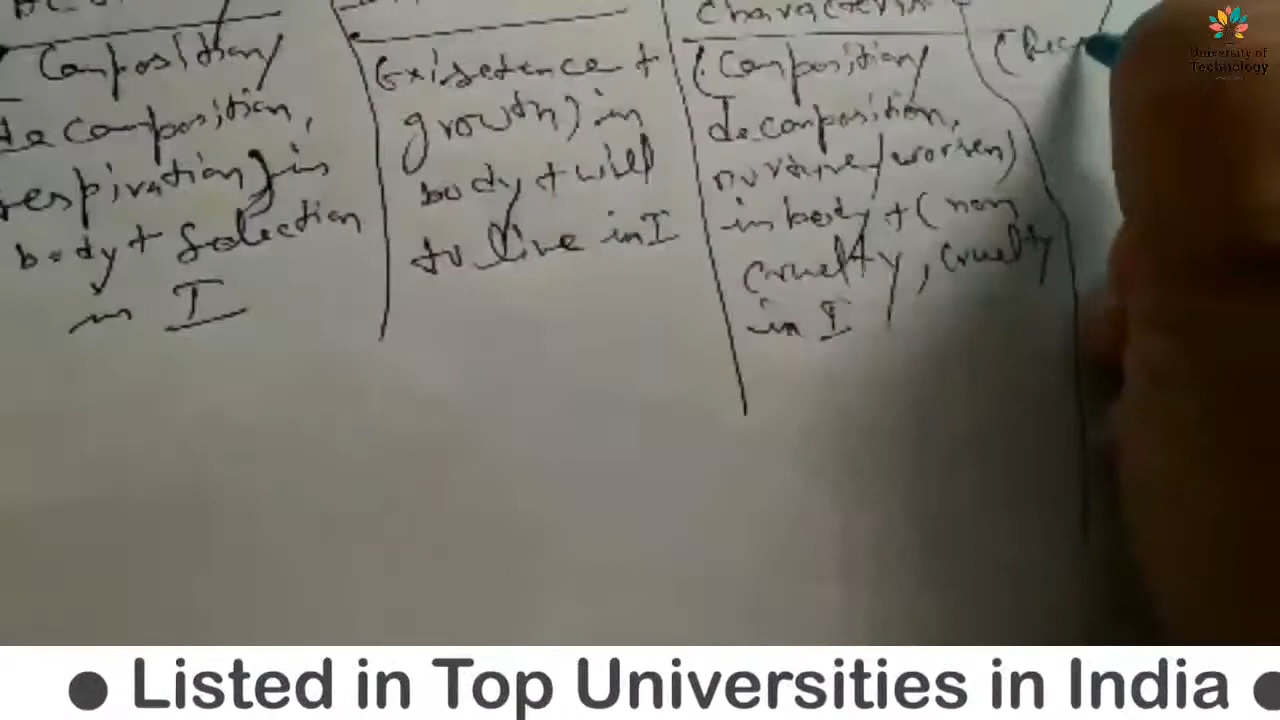 Characteris
Composition/
decomposition,
respiration) in
body + Selection
in I
Existence +
growth) in
body + will
to live in I
(Composition/
decomposition,
nurture/worsen)
in body + (non
cruelty, cruelty
in I
(Rec
University of
Technology
● Listed in Top Universities in India ●